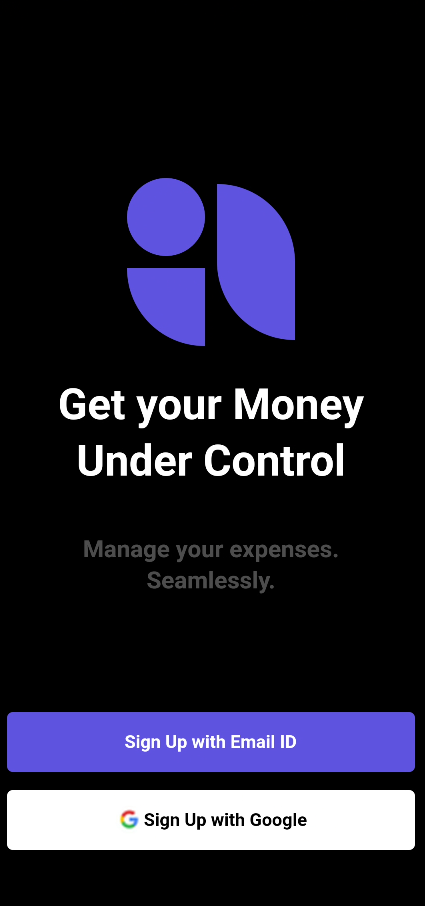 Get your Money
Under Control
Manage your expenses.
Seamlessly.
Sign Up with Email ID
Sign Up with Google